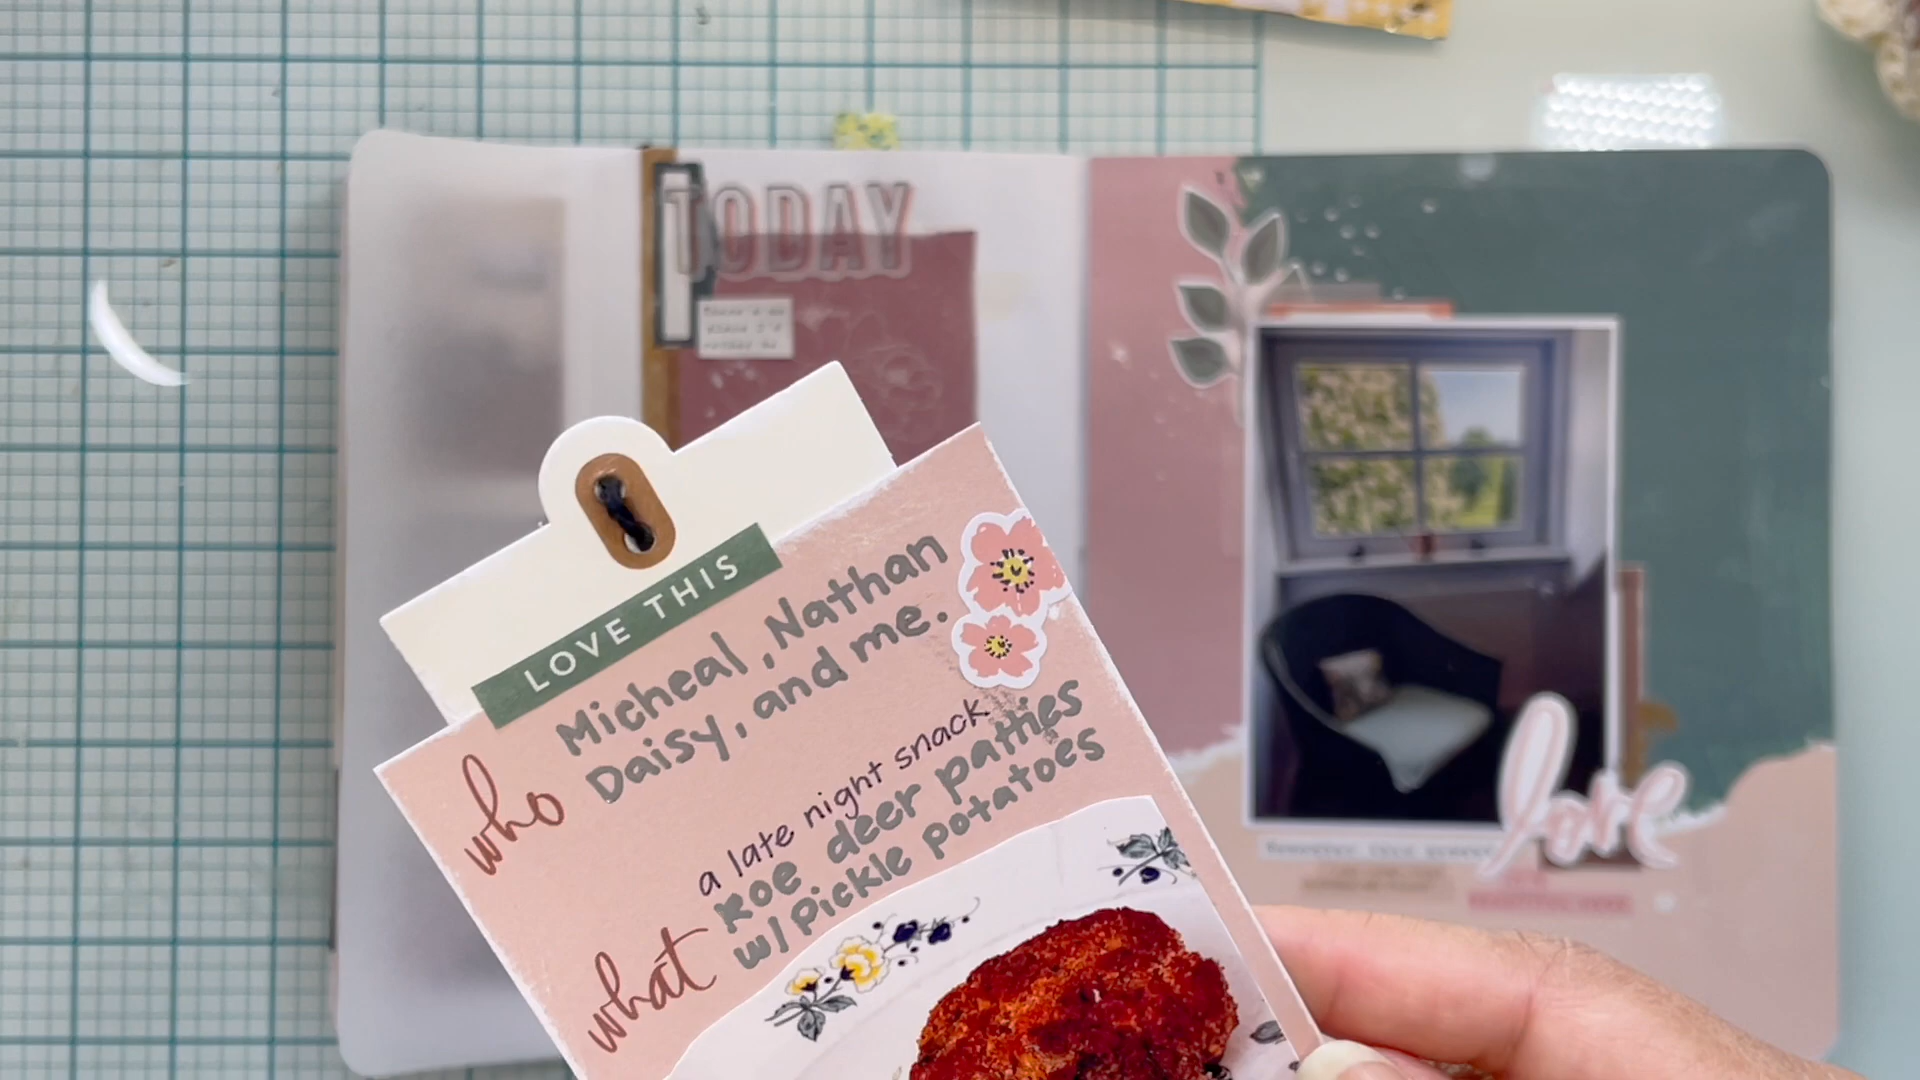 TODAY
LOVE THIS
who
Micheal, Nathan
Daisy, and me.
what
a late night snack
Roe deer patties
w/ Pickle potatoes
love